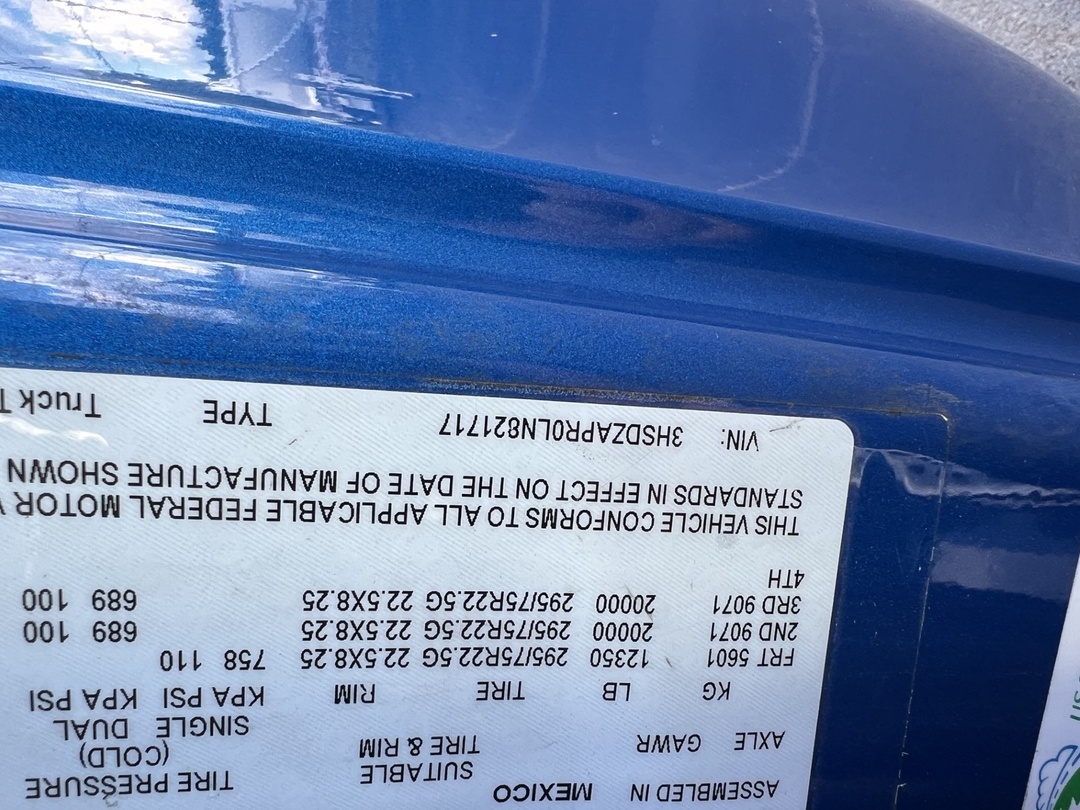 ASSEMBLED IN MEXICO TIRE PRESSURE
SUITABLE (COLD)
AXLE GAWR TIRE & RIM SINGLE DUAL
KG LB TIRE RIM KPA PSI KPA PSI
FRT 5601 12350 295/75R22.5G 22.5X8.25 758 110
2ND 9071 20000 295/75R22.5G 22.5X8.25 689 100
3RD 9071 20000 295/75R22.5G 22.5X8.25 689 100
4TH
THIS VEHICLE CONFORMS TO ALL APPLICABLE FEDERAL MOTOR
STANDARDS IN EFFECT ON THE DATE OF MANUFACTURE SHOWN
VIN: 3HSDZAPR0LN821717 TYPE Truck T